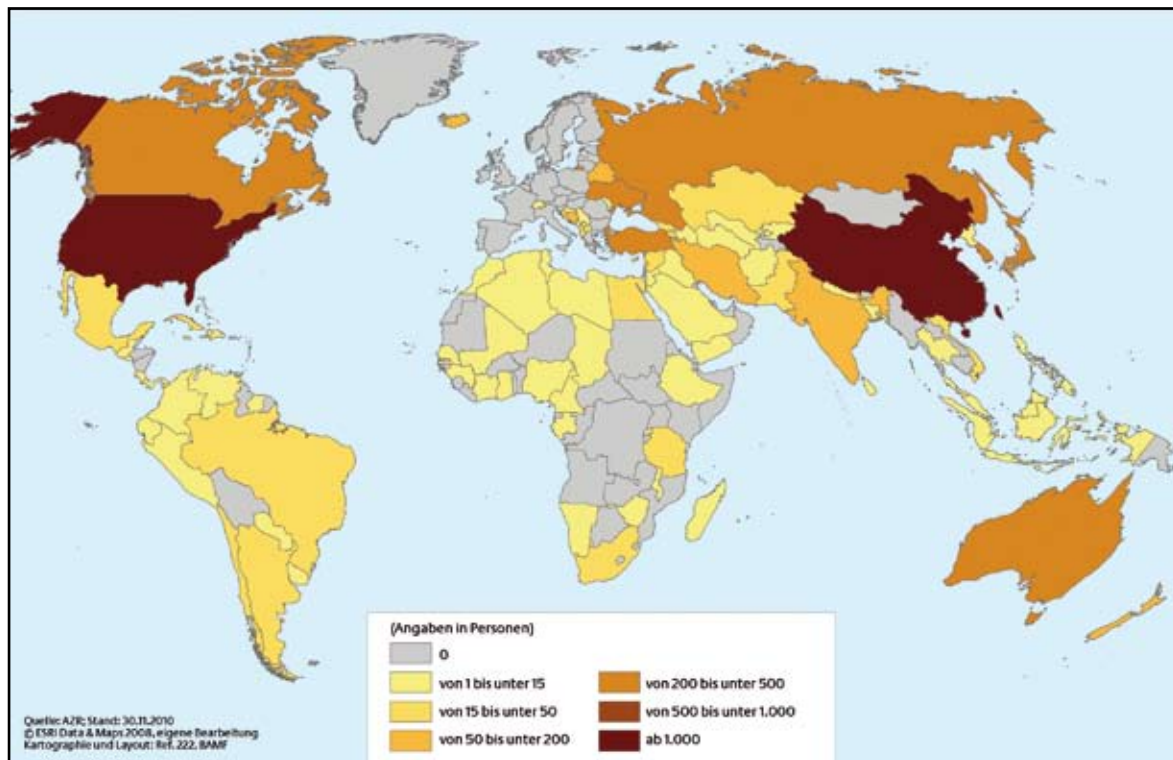 (Angaben in Personen)
0
von 1 bis unter 15
von 15 bis unter 50
von 50 bis unter 200
von 200 bis unter 500
von 500 bis unter 1.000
ab 1.000
Quelle: AZR; Stand: 30.11.2010
© ESRI Data & Maps 2008, eigene Bearbeitung
Kartographie und Layout: Ref. 222, BAMF